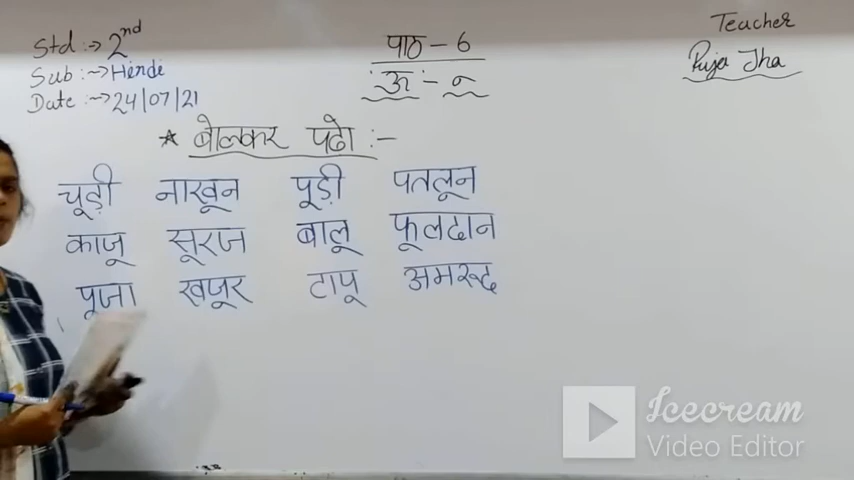 Std :-> 2nd
Sub :-> Hindi
Date :-> 24/07/21
पाठ - 6
ऊ - ू
Teacher
Puja Jha
★ बोलकर पढो :-
चूड़ी नाखून पूड़ी पतलून
काजू सूरज बालू फूलदान
पूजा खजूर टापू अमरूद
Icecream
Video Editor